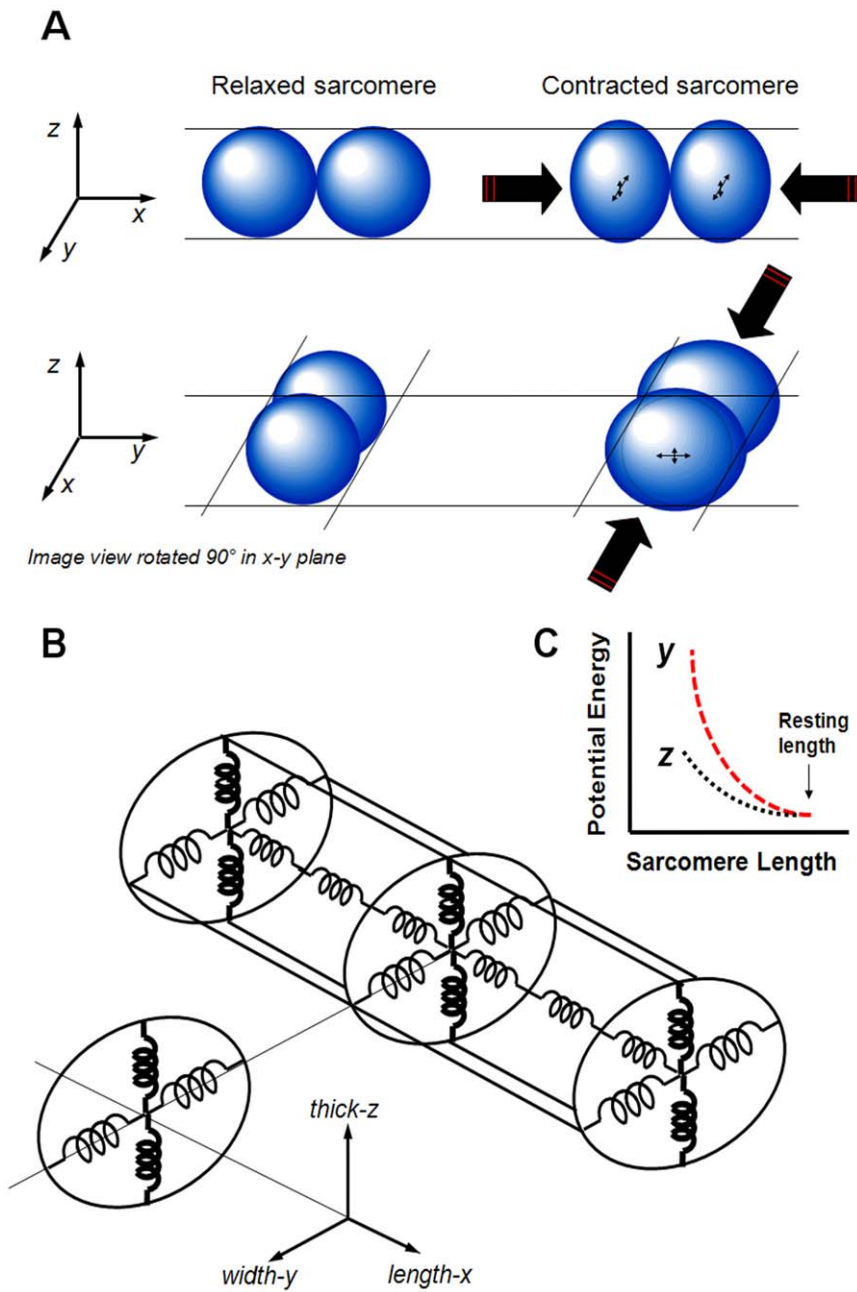 A
Relaxed sarcomere
Contracted sarcomere
z
x
y
z
y
x
Image view rotated 90° in x-y plane
B
C
Potential Energy
y
z
Resting
length
Sarcomere Length
thick-z
width-y
length-x